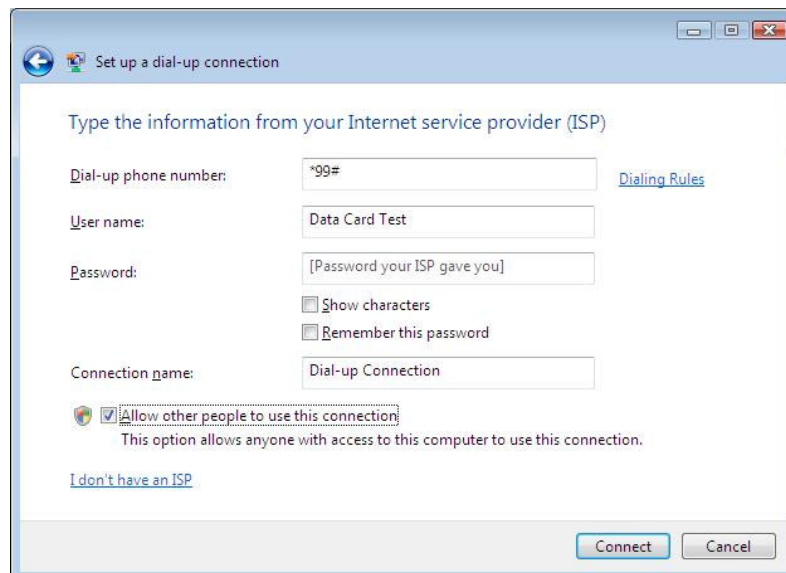 Set up a dial-up connection
Type the information from your Internet service provider (ISP)
Dial-up phone number: *99# Dialing Rules
User name: Data Card Test
Password: [Password your ISP gave you]
Show characters
Remember this password
Connection name: Dial-up Connection
Allow other people to use this connection
This option allows anyone with access to this computer to use this connection.
I don't have an ISP
Connect Cancel